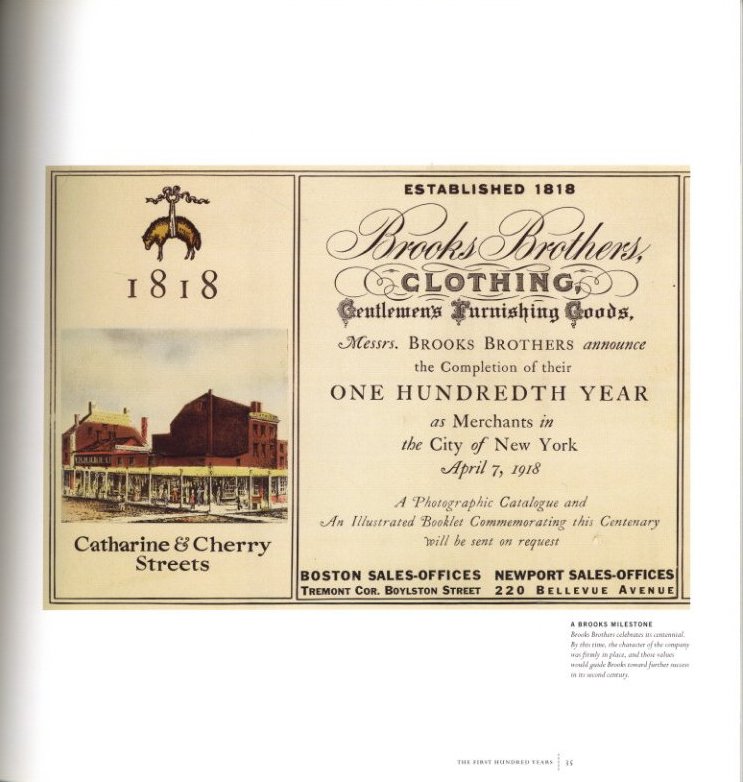 1818
Catharine & Cherry
Streets
ESTABLISHED 1818
Brooks Brothers,
CLOTHING,
Gentlemen's Furnishing Goods,
Messrs. BROOKS BROTHERS announce
the Completion of their
ONE HUNDREDTH YEAR
as Merchants in
the City of New York
April 7, 1918
A Photographic Catalogue and
An Illustrated Booklet Commemorating this Centenary
will be sent on request
BOSTON SALES-OFFICES
TREMONT COR. BOYLSTON STREET
NEWPORT SALES-OFFICES
220 BELLEVUE AVENUE
A BROOKS MILESTONE
Brooks Brothers celebrates its centennial.
By this time, the character of the company
was firmly in place, and those values
would guide Brooks toward further success
in its second century.
THE FIRST HUNDRED YEARS 35